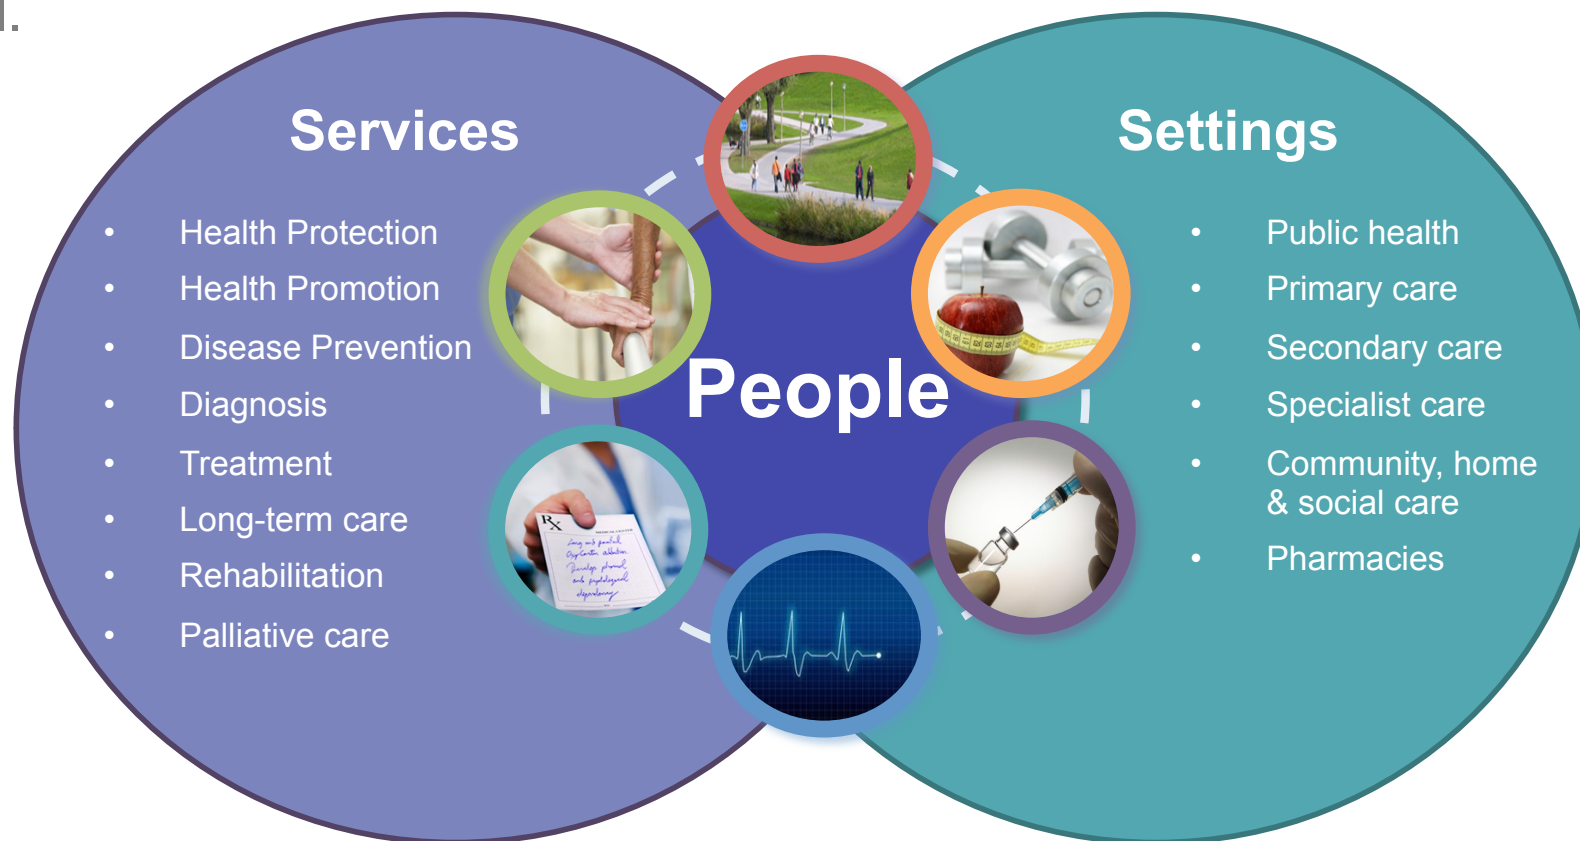 Services
• Health Protection
• Health Promotion
• Disease Prevention
• Diagnosis
• Treatment
• Long-term care
• Rehabilitation
• Palliative care
People
Rx
Settings
• Public health
• Primary care
• Secondary care
• Specialist care
• Community, home
& social care
• Pharmacies